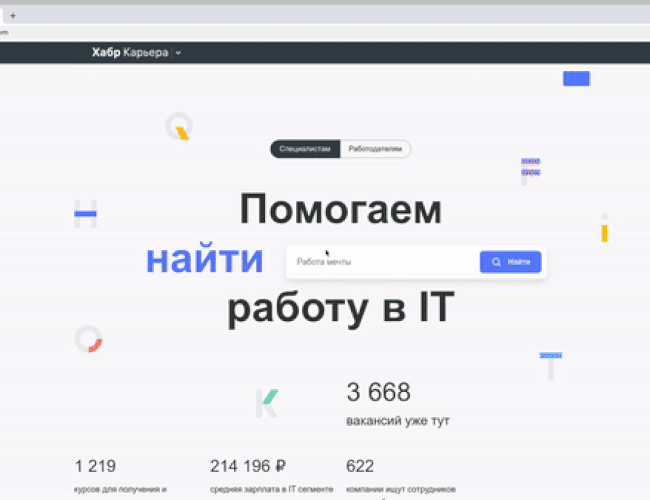 om
Хабр Карьера
Специалистам Работодателям
Помогаем
найти Работа мечты Найти
работу в IT
3 668
вакансий уже тут
1 219 214 196 ₽ 622
курсов для получения и средняя зарплата в IT сегменте компании ищут сотрудников